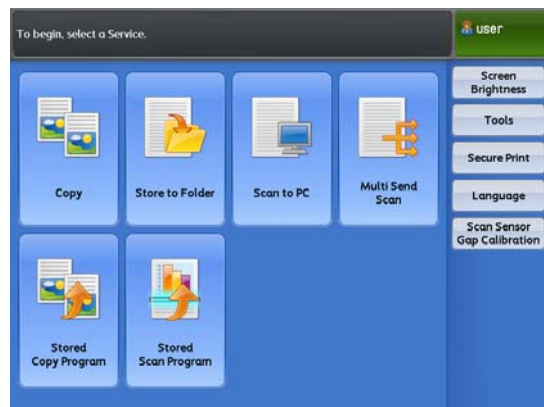 To begin, select a Service.
user
Copy
Store to Folder
Scan to PC
Multi Send
Scan
Stored
Copy Program
Stored
Scan Program
Screen
Brightness
Tools
Secure Print
Language
Scan Sensor
Gap Calibration